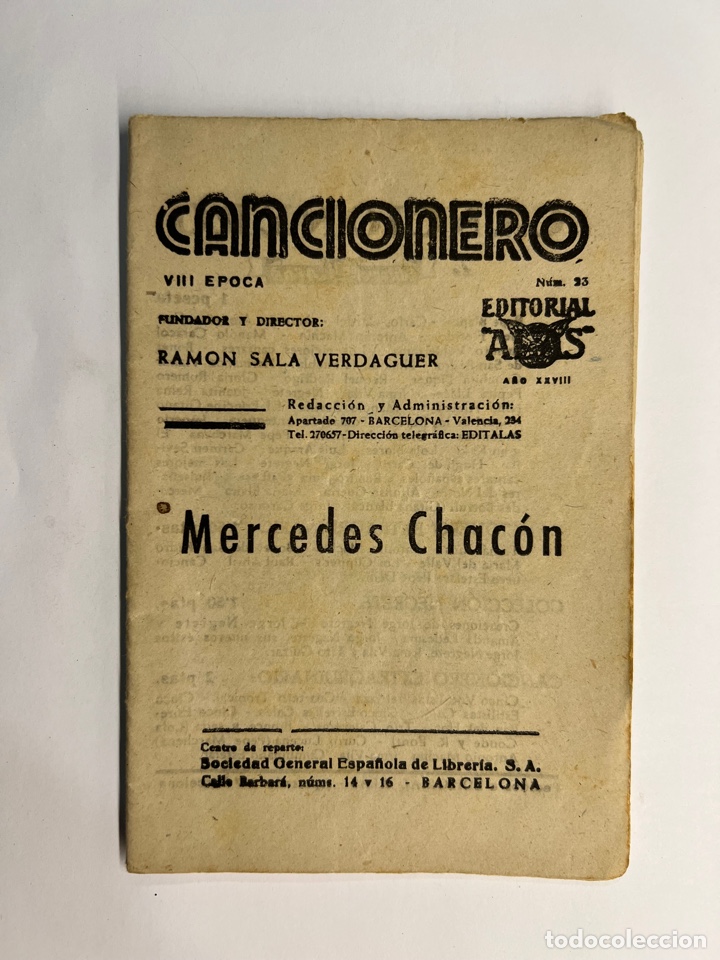 CANCIONERO
VIII EPOCA
Núm. 23
FUNDADOR Y DIRECTOR:
RAMON SALA VERDAGUER
EDITORIAL
"ALAS"
AÑO XXVIII
Redacción y Administración:
Apartado 707 - BARCELONA - Valencia, 234
Tel. 270657-Dirección telegráfica: EDITALAS
Mercedes Chacón
Centro de reparto:
Sociedad General Española de Librería. S. A.
Calle Barbará, núms. 14 y 16 - BARCELONA
todocoleccion